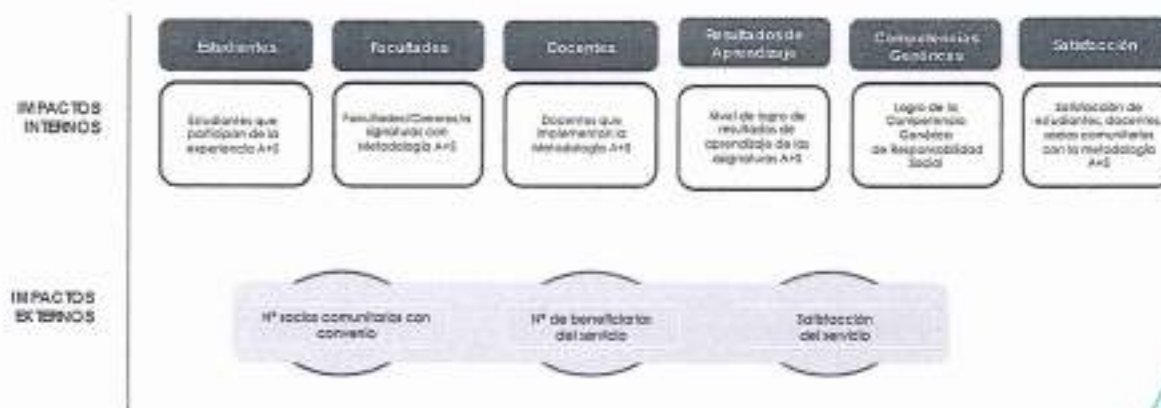 Estudiantes
Facultades
Docentes
Resultados de
Aprendizaje
Competencias
Genéricas
Satisfacción
IMPACTOS
INTERNOS
Estudiantes que
participan de la
experiencia A+S
Facultades/Carreras/a
signaturas con
Metodología A+S
Docentes que
implementan la
Metodología A+S
Nivel de logro de
resultados de
aprendizaje de las
asignaturas A+S
Logro de la
Competencia
Genérica
de Responsabilidad
Social
Satisfacción de
estudiantes, docentes,
socios comunitarios
con la metodología
A+S
IMPACTOS
EXTERNOS
N° socios comunitarios con
convenio
N° de beneficiarios
del servicio
Satisfacción
del servicio